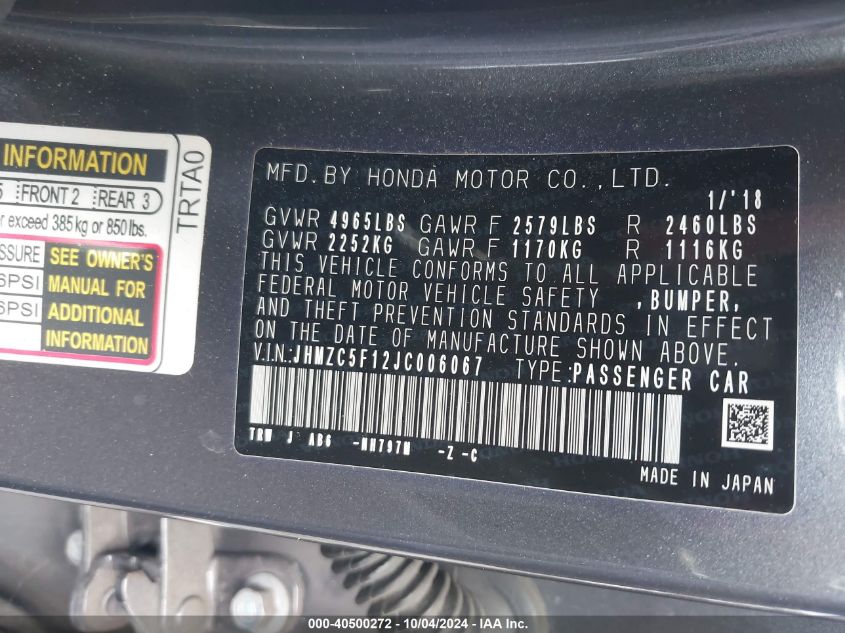 INFORMATION
FRONT 2 REAR 3
exceed 385 kg or 850 lbs.
SEE OWNER'S
PSI MANUAL FOR
PSI ADDITIONAL
INFORMATION
TRTA0
MFD. BY HONDA MOTOR CO., LTD.
1/'18
GVWR 4965LBS GAWR F 2579LBS R 2460LBS
GVWR 2252KG GAWR F 1170KG R 1116KG
THIS VEHICLE CONFORMS TO ALL APPLICABLE
FEDERAL MOTOR VEHICLE SAFETY , BUMPER,
AND THEFT PREVENTION STANDARDS IN EFFECT
ON THE DATE OF MANUFACTURE SHOWN ABOVE.
V.I.N:JHMZC5F12JC006067 TYPE:PASSENGER CAR
TRW J AB6 -NH797M -Z -C
MADE IN JAPAN
000-40500272 - 10/04/2024 - IAA Inc.